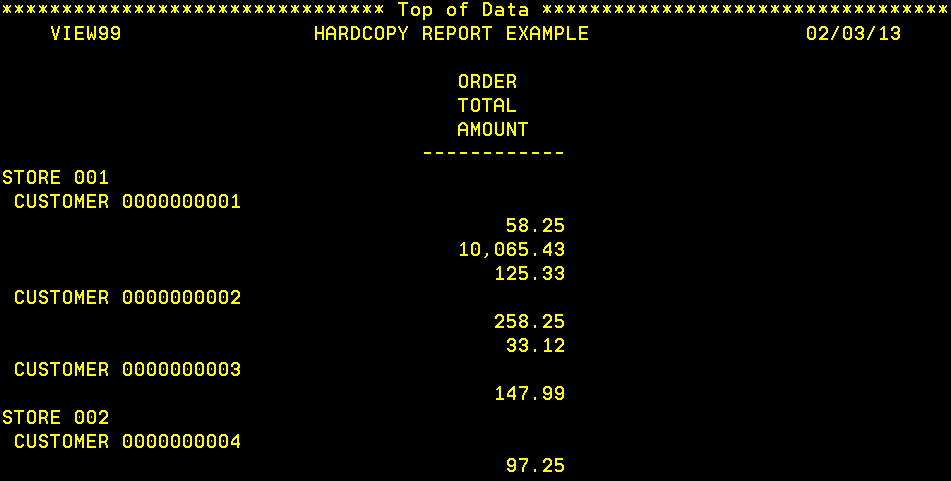 ******************************** Top of Data **********************************
VIEW99 HARDCOPY REPORT EXAMPLE 02/03/13
ORDER
TOTAL
AMOUNT
------------
STORE 001
CUSTOMER 0000000001
58.25
10,065.43
125.33
CUSTOMER 0000000002
258.25
33.12
CUSTOMER 0000000003
147.99
STORE 002
CUSTOMER 0000000004
97.25